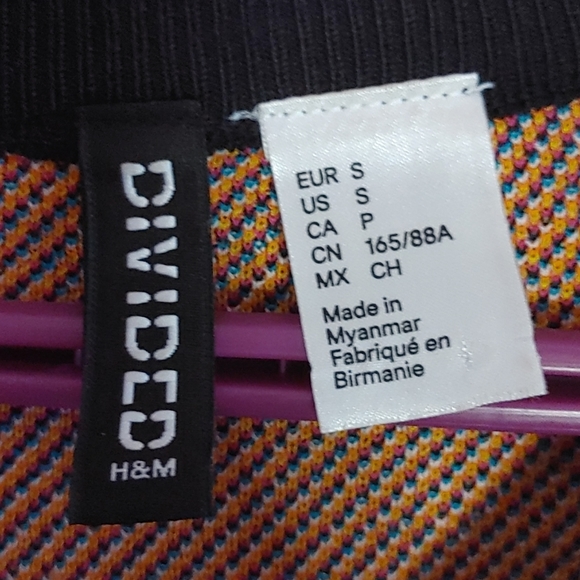 DIVIDED
H&M
EUR S
US S
CA P
CN 165/88A
MX CH
Made in
Myanmar
Fabriqué en
Birmanie